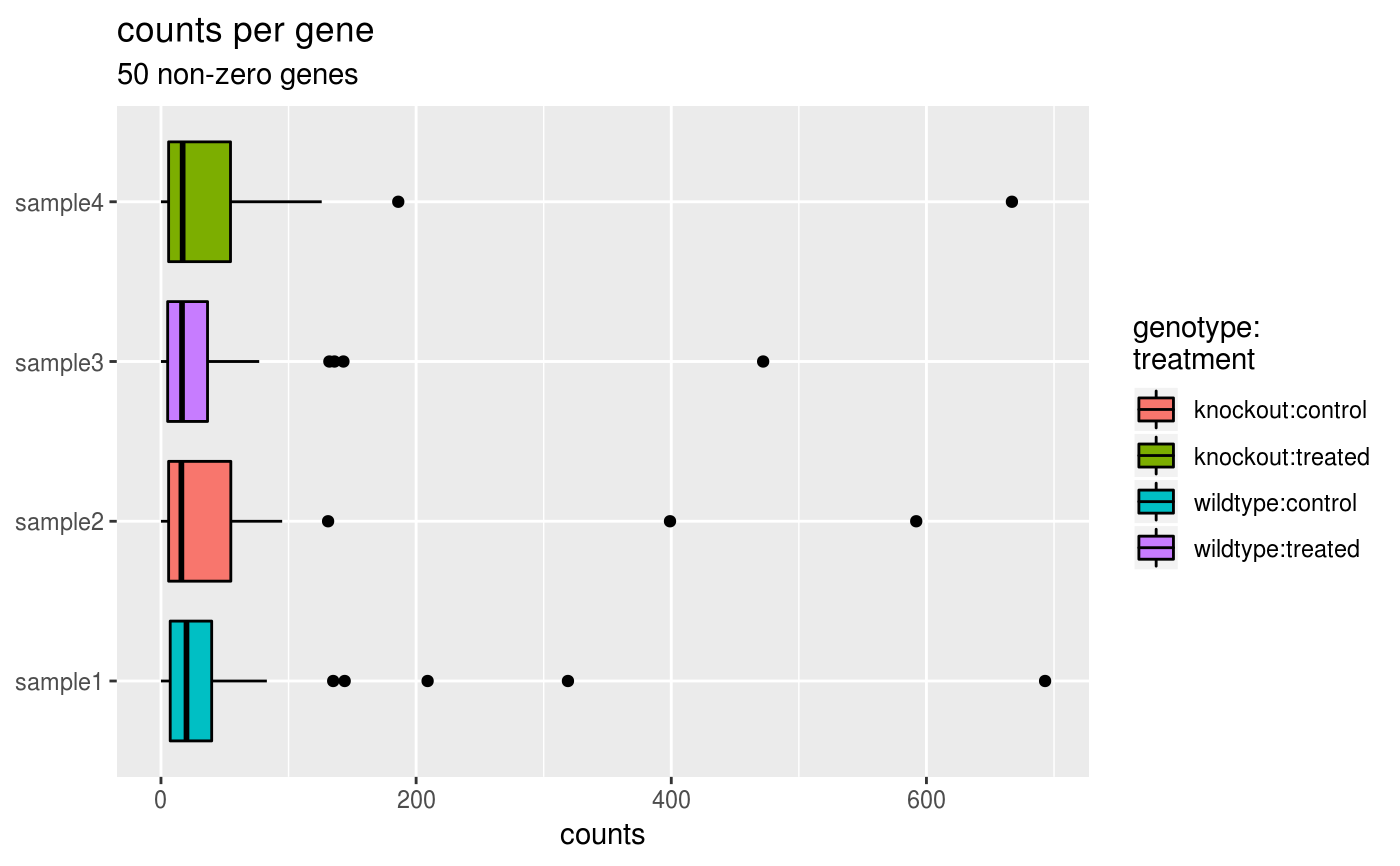 counts per gene
50 non-zero genes
sample4
sample3
sample2
sample1
0 200 400 600
counts
genotype:
treatment
knockout:control
knockout:treated
wildtype:control
wildtype:treated